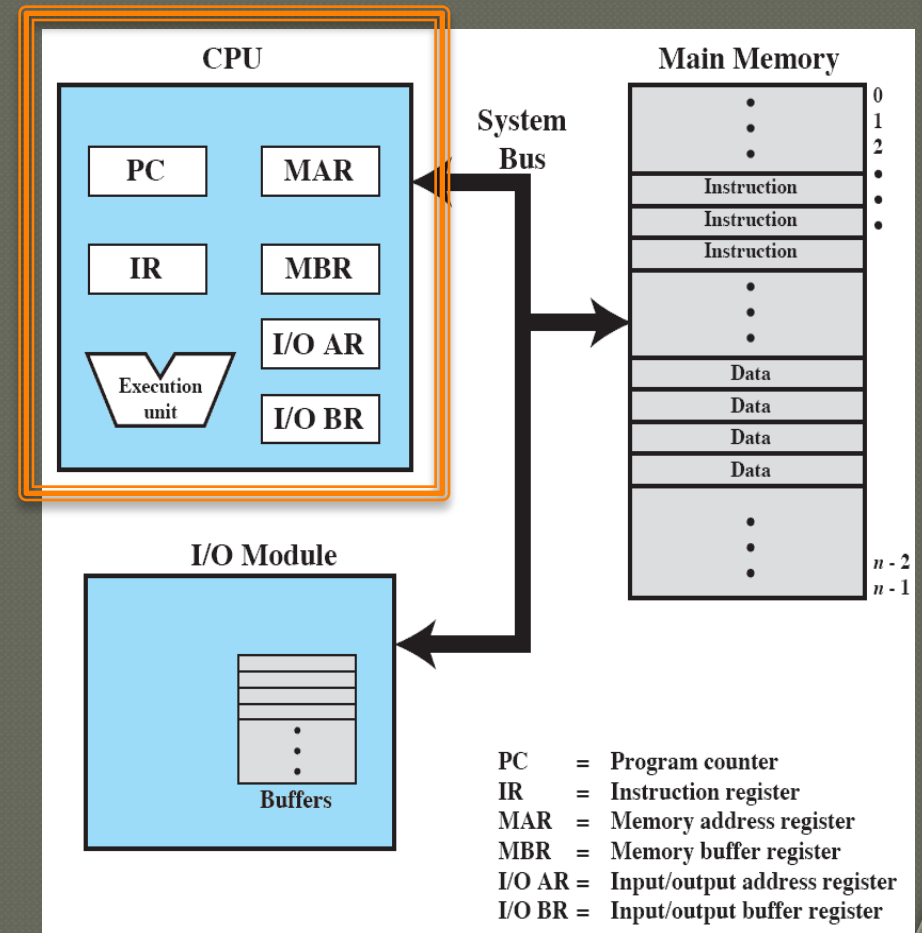 CPU
PC
MAR
IR
MBR
I/O AR
Execution
unit
I/O BR
System
Bus
Main Memory
0
1
2
Instruction
Instruction
Instruction
Data
Data
Data
Data
n - 2
n - 1
I/O Module
Buffers
PC = Program counter
IR = Instruction register
MAR = Memory address register
MBR = Memory buffer register
I/O AR = Input/output address register
I/O BR = Input/output buffer register